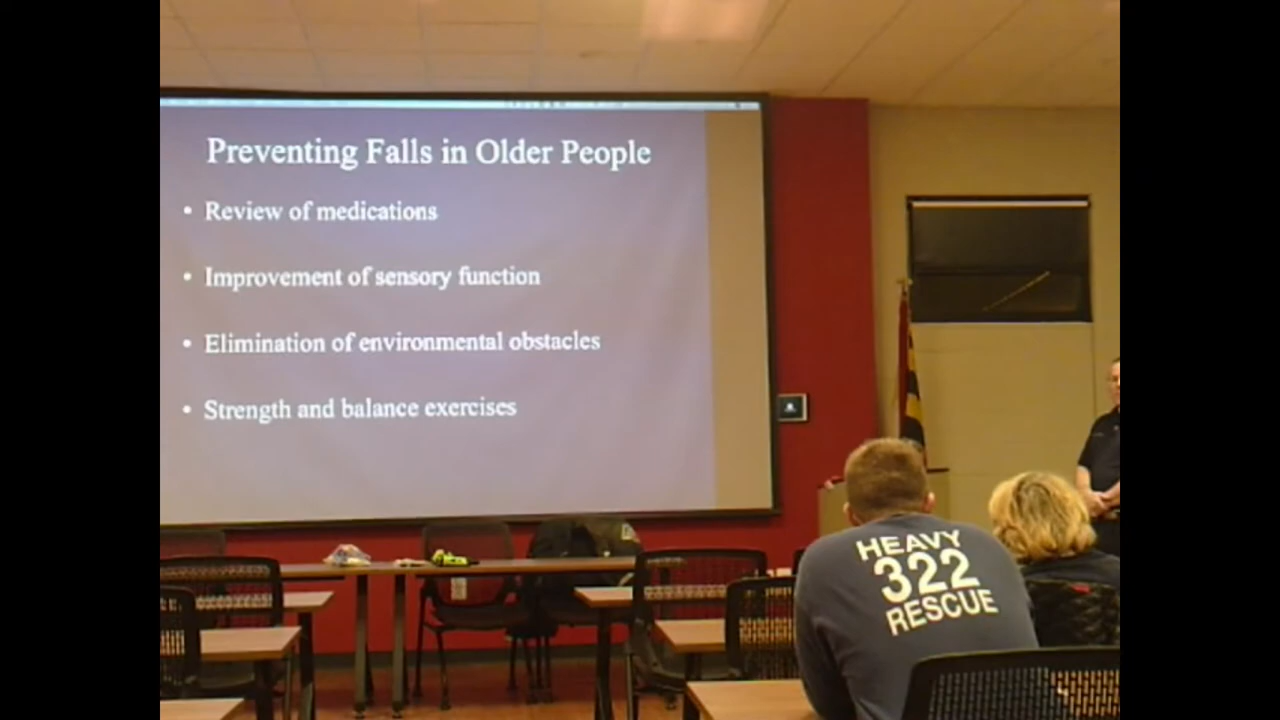 Preventing Falls in Older People
• Review of medications
• Improvement of sensory function
• Elimination of environmental obstacles
• Strength and balance exercises
HEAVY
322
RESCUE